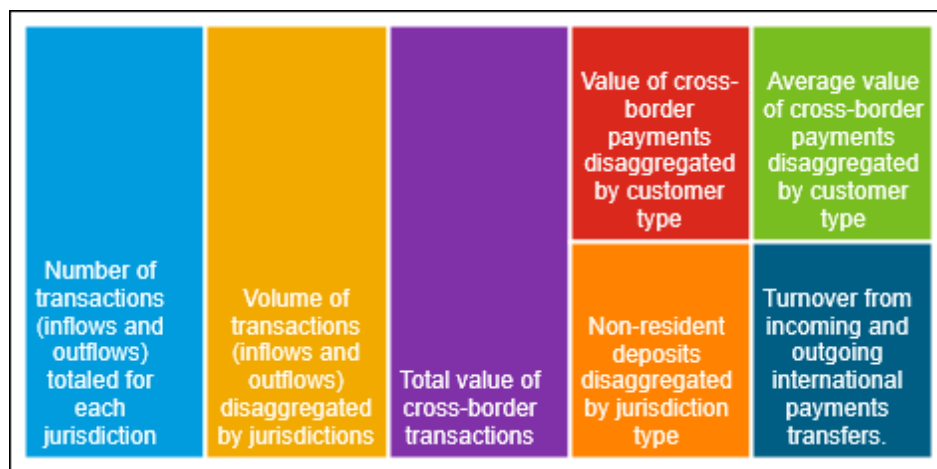 Number of
transactions
(inflows and
outflows)
totaled for
each
jurisdiction
Volume of
transactions
(inflows and
outflows)
disaggregated
by jurisdictions
Total value of
cross-border
transactions
Value of cross-
border
payments
disaggregated
by customer
type
Average value
of cross-border
payments
disaggregated
by customer
type
Non-resident
deposits
disaggregated
by jurisdiction
type
Turnover from
incoming and
outgoing
international
payments
transfers.